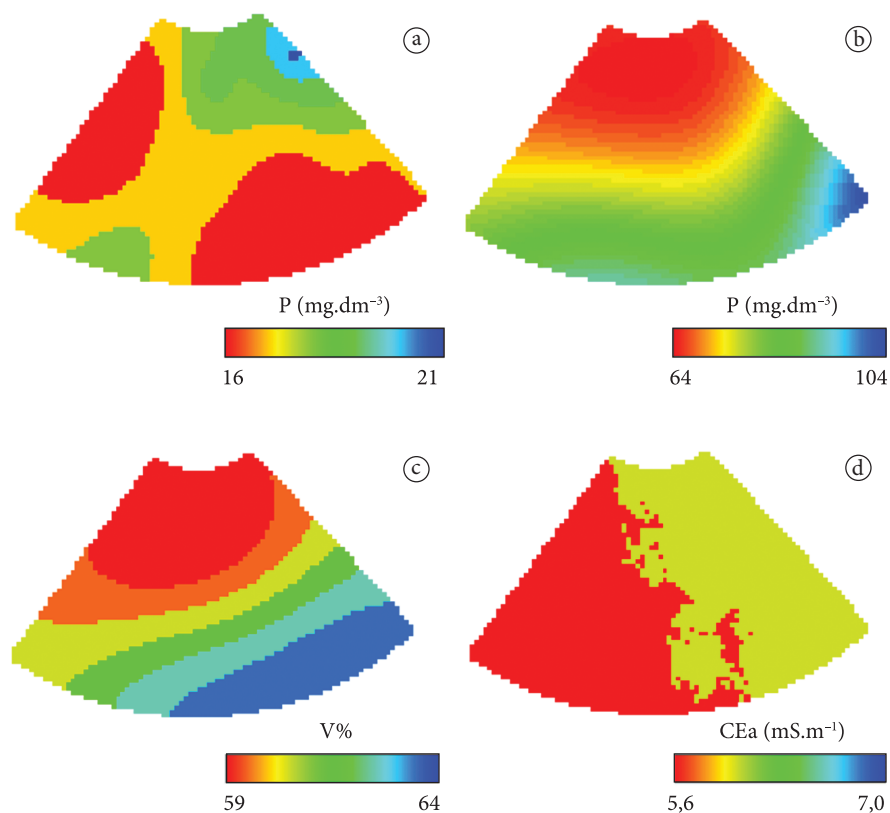 a
b
P (mg.dm⁻³)
16 21
P (mg.dm⁻³)
64 104
c
d
V%
59 64
CEa (mS.m⁻¹)
5,6 7,0